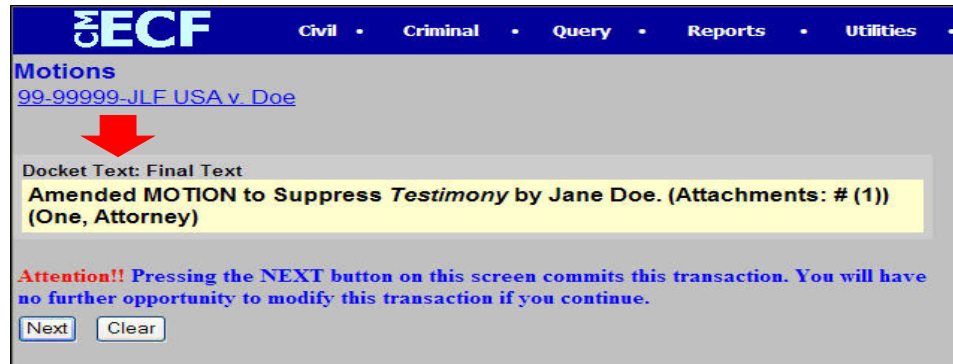 CM ECF Civil • Criminal • Query • Reports • Utilities •
Motions
99-99999-JLF USA v. Doe
Docket Text: Final Text
Amended MOTION to Suppress Testimony by Jane Doe. (Attachments: # (1))
(One, Attorney)
Attention!! Pressing the NEXT button on this screen commits this transaction. You will have
no further opportunity to modify this transaction if you continue.
Next Clear